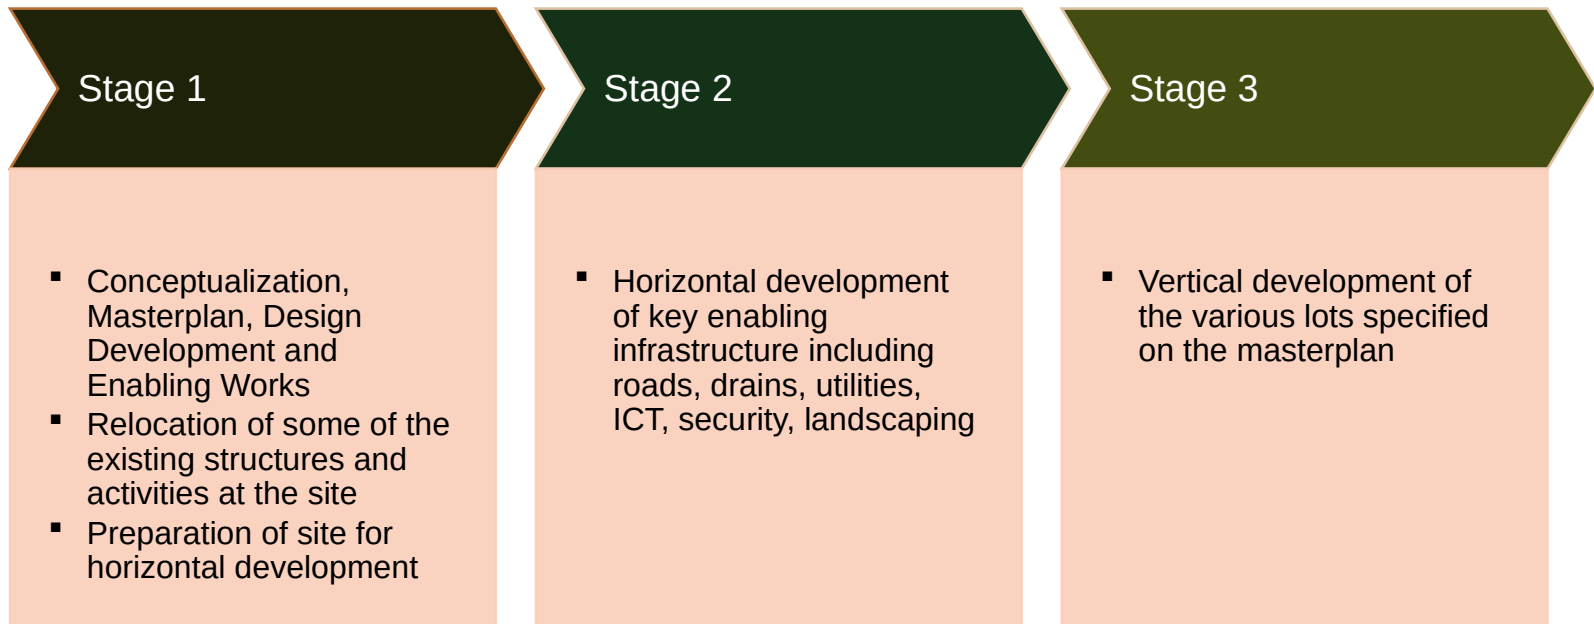 Stage 1
▪ Conceptualization,
Masterplan, Design
Development and
Enabling Works
▪ Relocation of some of the
existing structures and
activities at the site
▪ Preparation of site for
horizontal development
Stage 2
▪ Horizontal development
of key enabling
infrastructure including
roads, drains, utilities,
ICT, security, landscaping
Stage 3
▪ Vertical development of
the various lots specified
on the masterplan